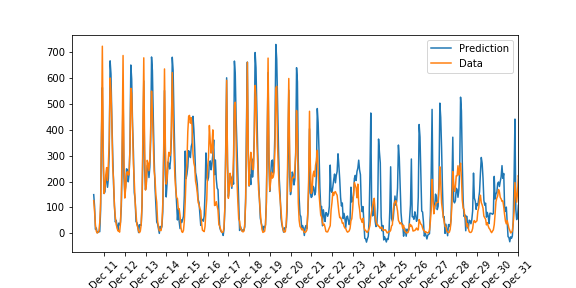 Prediction
Data
700
600
500
400
300
200
100
0
Dec 11
Dec 12
Dec 13
Dec 14
Dec 15
Dec 16
Dec 17
Dec 18
Dec 19
Dec 20
Dec 21
Dec 22
Dec 23
Dec 24
Dec 25
Dec 26
Dec 27
Dec 28
Dec 29
Dec 30
Dec 31